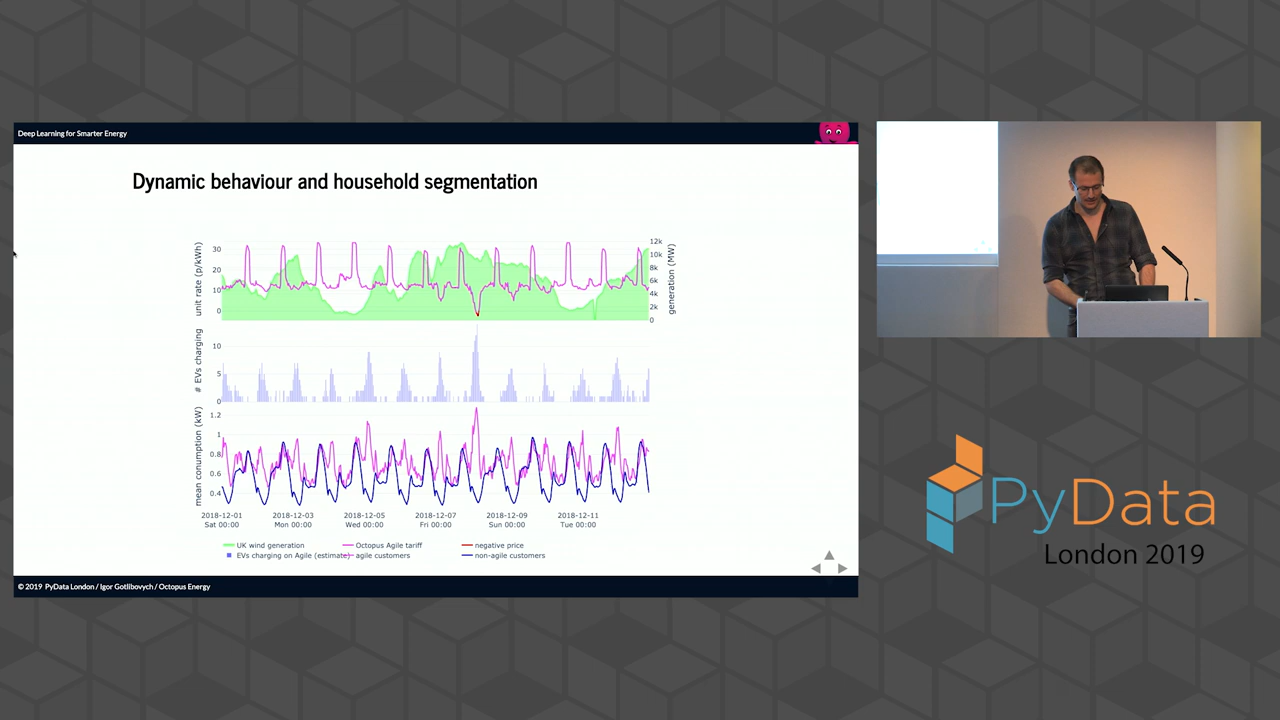 Deep Learning for Smarter Energy
Dynamic behaviour and household segmentation
unit rate (p/kWh)
30
20
10
0
12k
10k
8k
6k
4k
2k
0
generation (MW)
# EVs charging
10
5
0
mean conumption (kW)
1.2
1
0.8
0.6
0.4
2018-12-01 2018-12-03 2018-12-05 2018-12-07 2018-12-09 2018-12-11
Sat 00:00 Mon 00:00 Wed 00:00 Fri 00:00 Sun 00:00 Tue 00:00
UK wind generation Octopus Agile tariff negative price
EVs charging on Agile (estimate) agile customers non-agile customers
© 2019 PyData London / Igor Gotlibovych / Octopus Energy
PyData
London 2019